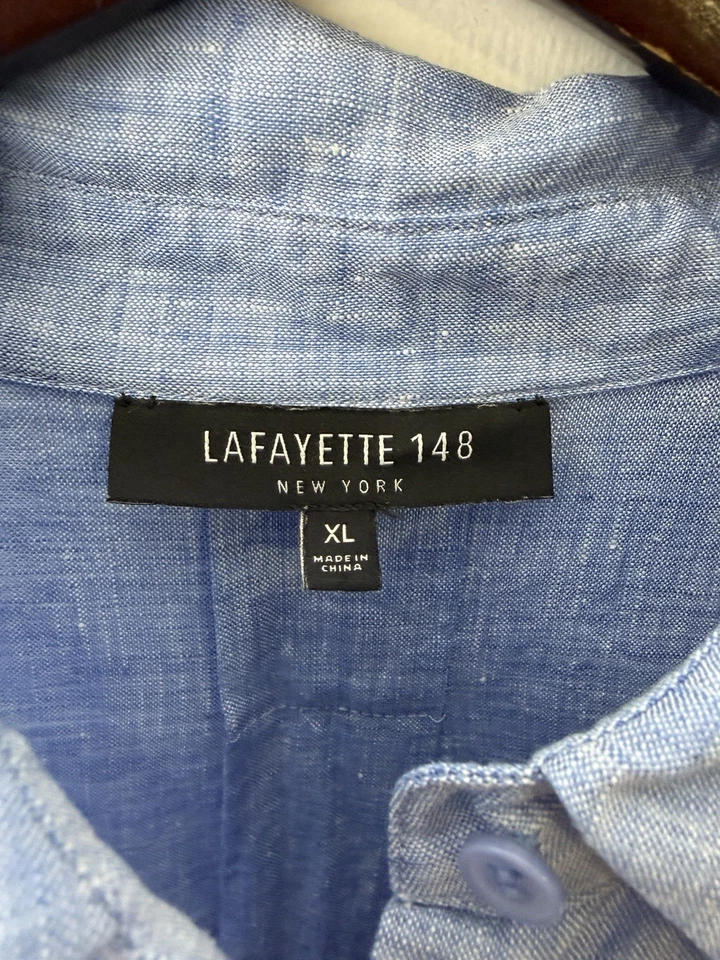 LAFAYETTE 148
NEW YORK
XL
MADE IN
CHINA